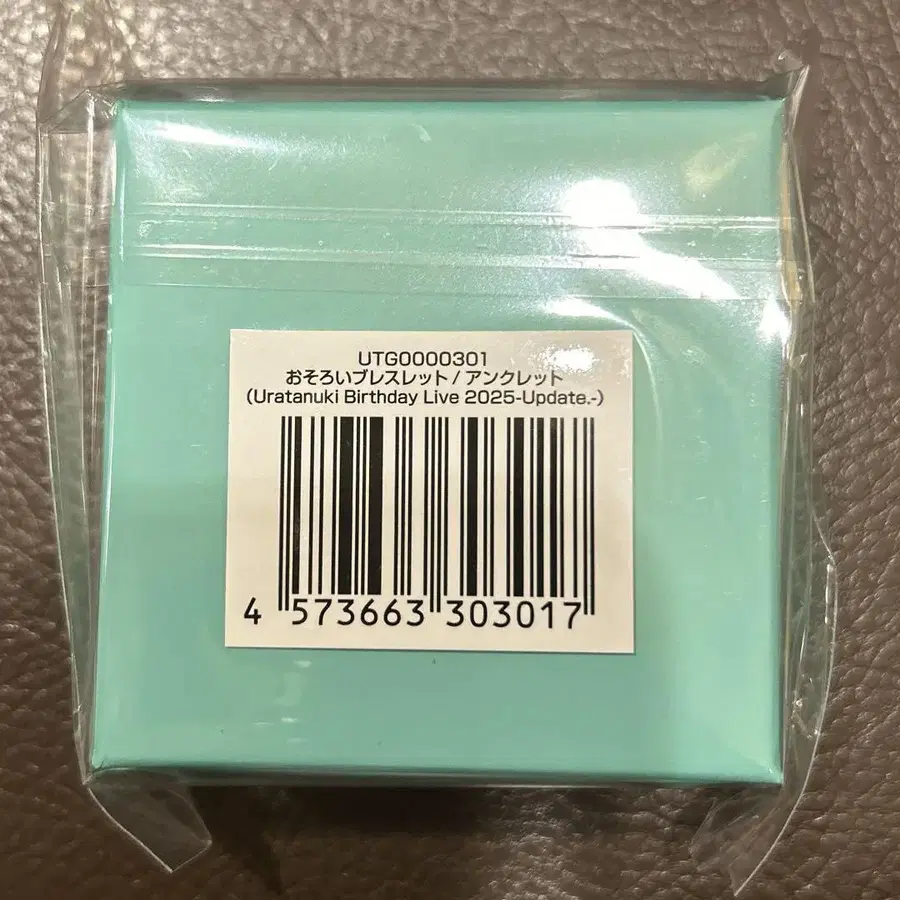 UTG0000301
おそろいブレスレット / アンクレット
(Uratanuki Birthday Live 2025-Update.-)
4 573663 303017